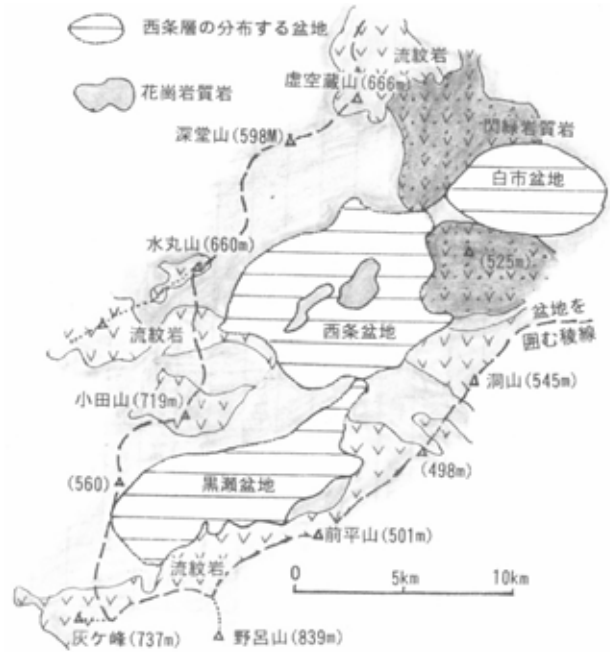 西条層の分布する盆地
花崗岩質岩
流紋岩
虚空蔵山(666m)
深堂山(598M)
閃緑岩質岩
白市盆地
水丸山(660m)
(525m)
盆地を
囲む稜線
流紋岩
西条盆地
洞山(545m)
小田山(719m)
(498m)
(560)
黒瀬盆地
前平山(501m)
流紋岩
0
5km
10km
灰ケ峰(737m)
野呂山(839m)